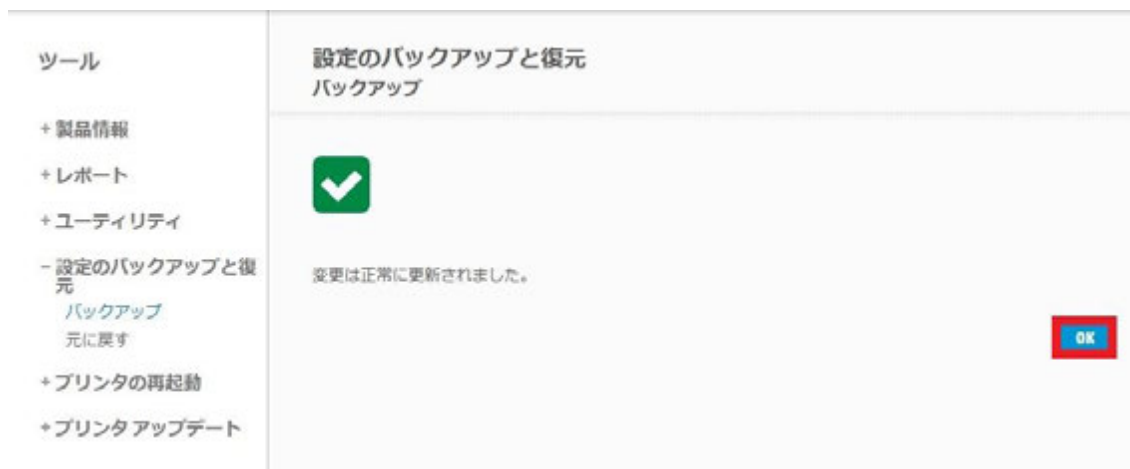 ツール
+ 製品情報
+ レポート
+ ユーティリティ
- 設定のバックアップと復
元
バックアップ
元に戻す
+ プリンタの再起動
+ プリンタ アップデート
設定のバックアップと復元
バックアップ
変更は正常に更新されました。
OK